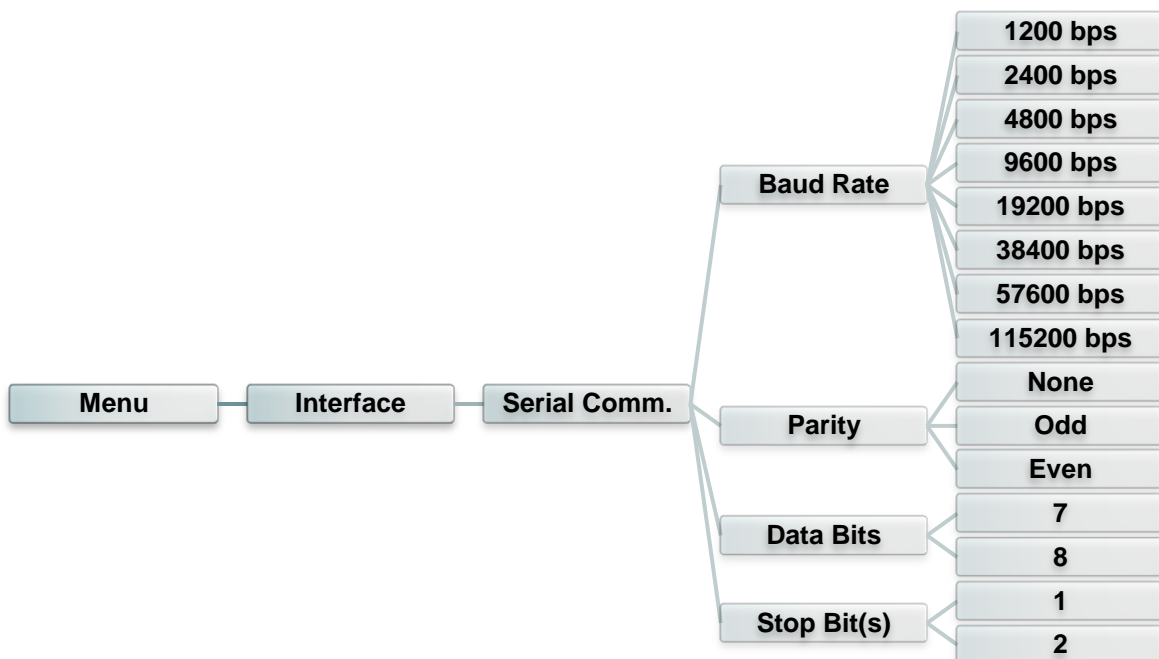 1200 bps
2400 bps
4800 bps
9600 bps
Baud Rate
19200 bps
38400 bps
57600 bps
115200 bps
Menu
Interface
Serial Comm.
None
Parity
Odd
Even
Data Bits
7
8
Stop Bit(s)
1
2